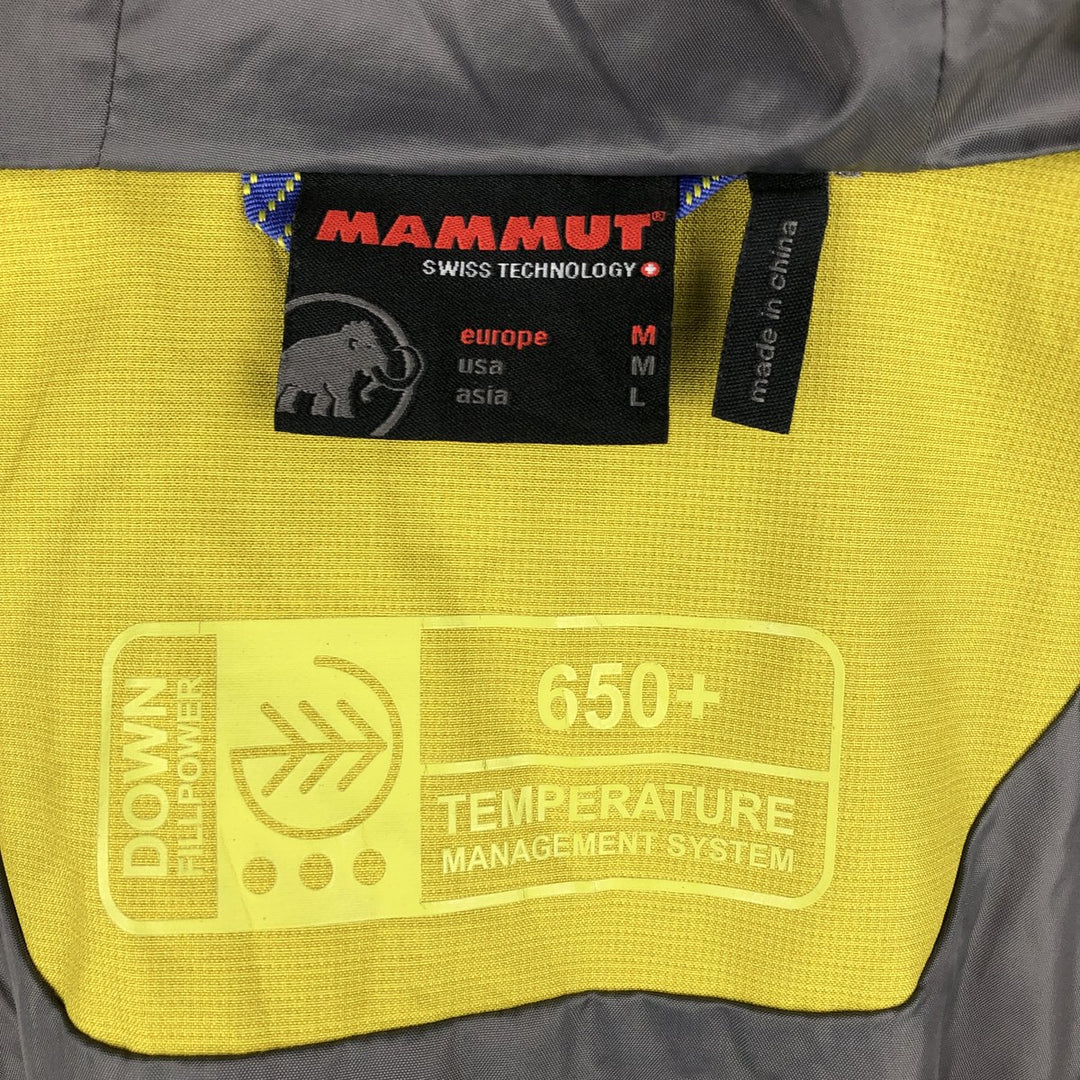 MAMMUT®
SWISS TECHNOLOGY
europe M
usa M
asia L
made in china
DOWN
FILLPOWER
650+
TEMPERATURE
MANAGEMENT SYSTEM